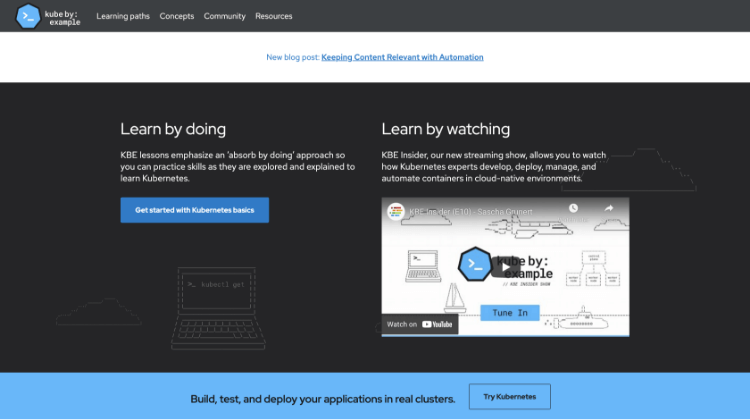 kube by:
example
Learning paths
Concepts
Community
Resources
New blog post: Keeping Content Relevant with Automation
Learn by doing
KBE lessons emphasize an 'absorb by doing' approach so
you can practice skills as they are explored and explained to
learn Kubernetes.
Get started with Kubernetes basics
>_ kubectl get
Learn by watching
KBE Insider, our new streaming show, allows you to watch
how Kubernetes experts develop, deploy, manage, and
automate containers in cloud-native environments.
KBE Insider (E10) - Sascha Grunert
kube by:
example
// KBE INSIDER SHOW
Tune In
Watch on YouTube
Build, test, and deploy your applications in real clusters.
Try Kubernetes